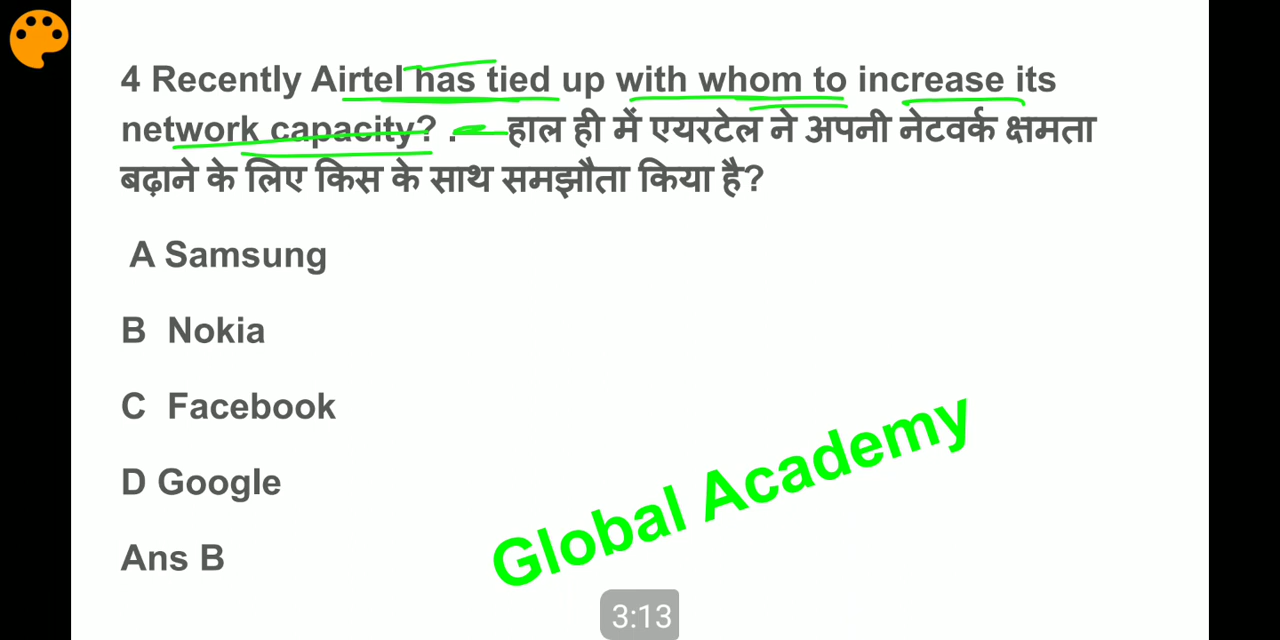 4 Recently Airtel has tied up with whom to increase its
network capacity? . हाल ही में एयरटेल ने अपनी नेटवर्क क्षमता
बढ़ाने के लिए किस के साथ समझौता किया है?
A Samsung
B Nokia
C Facebook
D Google
Ans B
Global Academy
3:13